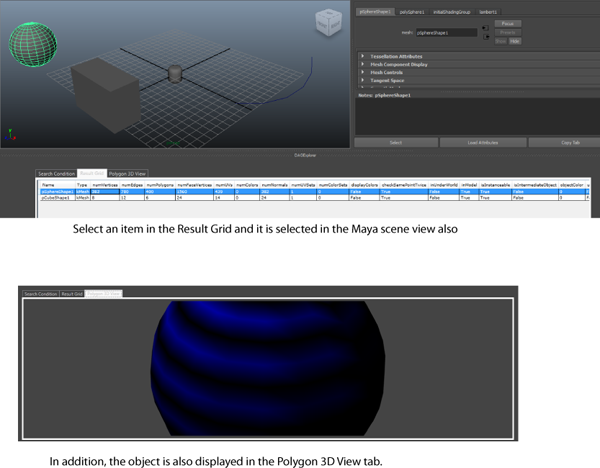 pSphereShape1 polySphere1 initialShadingGroup lambert1
mesh: pSphereShape1
Focus
Presets
Show Hide
Tessellation Attributes
Mesh Component Display
Mesh Controls
Tangent Space
Notes: pSphereShape1
Select Load Attributes Copy Tab
Search Condition Result Grid Polygon 3D View
Name Type numVertices numEdges numPolygons numFaceVertices numUVs numColors numNormals numUVSets numColorSets displayColors checkSamePointTwice inUnderWorld inModel isInstanceable isIntermediateObject objectColor
pSphereShape1 kMesh 382 780 400 1560 0 382 1 0 False True False True True False 0
pCubeShape1 kMesh 8 12 6 24 14 0 24 1 0 False True False True True False 0
Select an item in the Result Grid and it is selected in the Maya scene view also
Search Condition Result Grid Polygon 3D View
In addition, the object is also displayed in the Polygon 3D View tab.